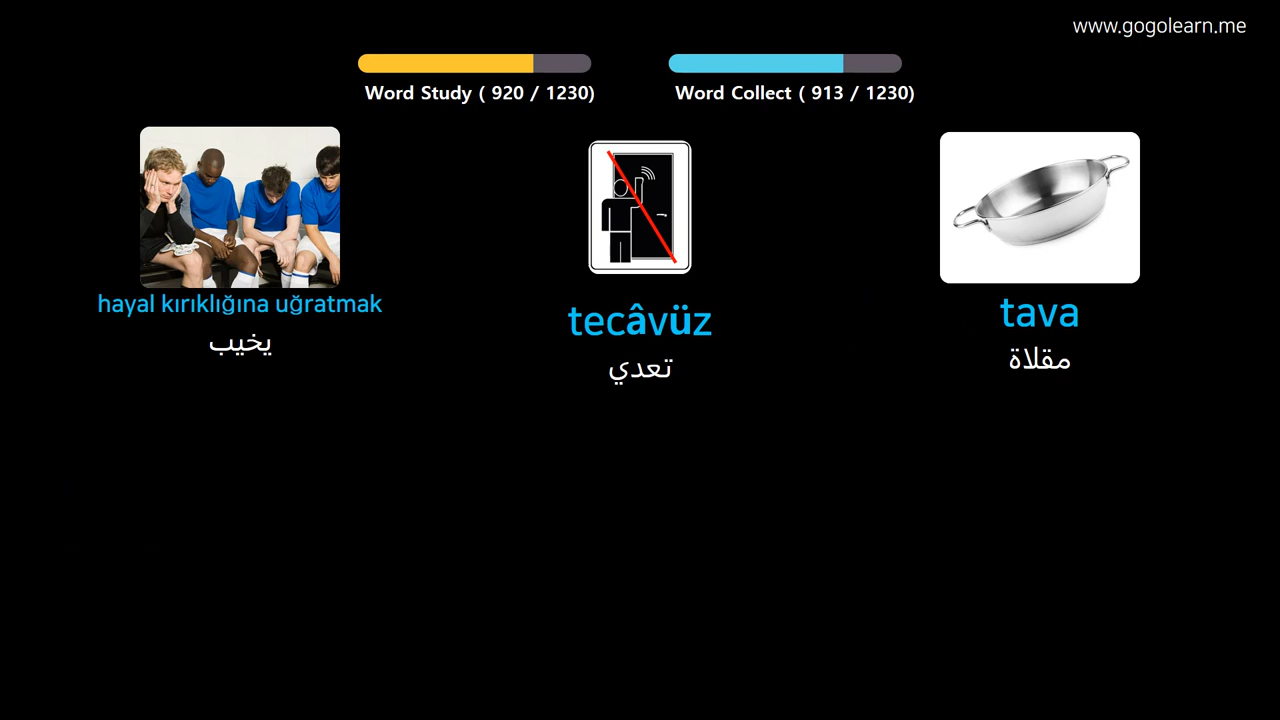 www.gogolearn.me
Word Study ( 920 / 1230)
Word Collect ( 913 / 1230)
hayal kırıklığına uğratmak
يخيب
tecâvüz
تعدي
tava
مقلاة